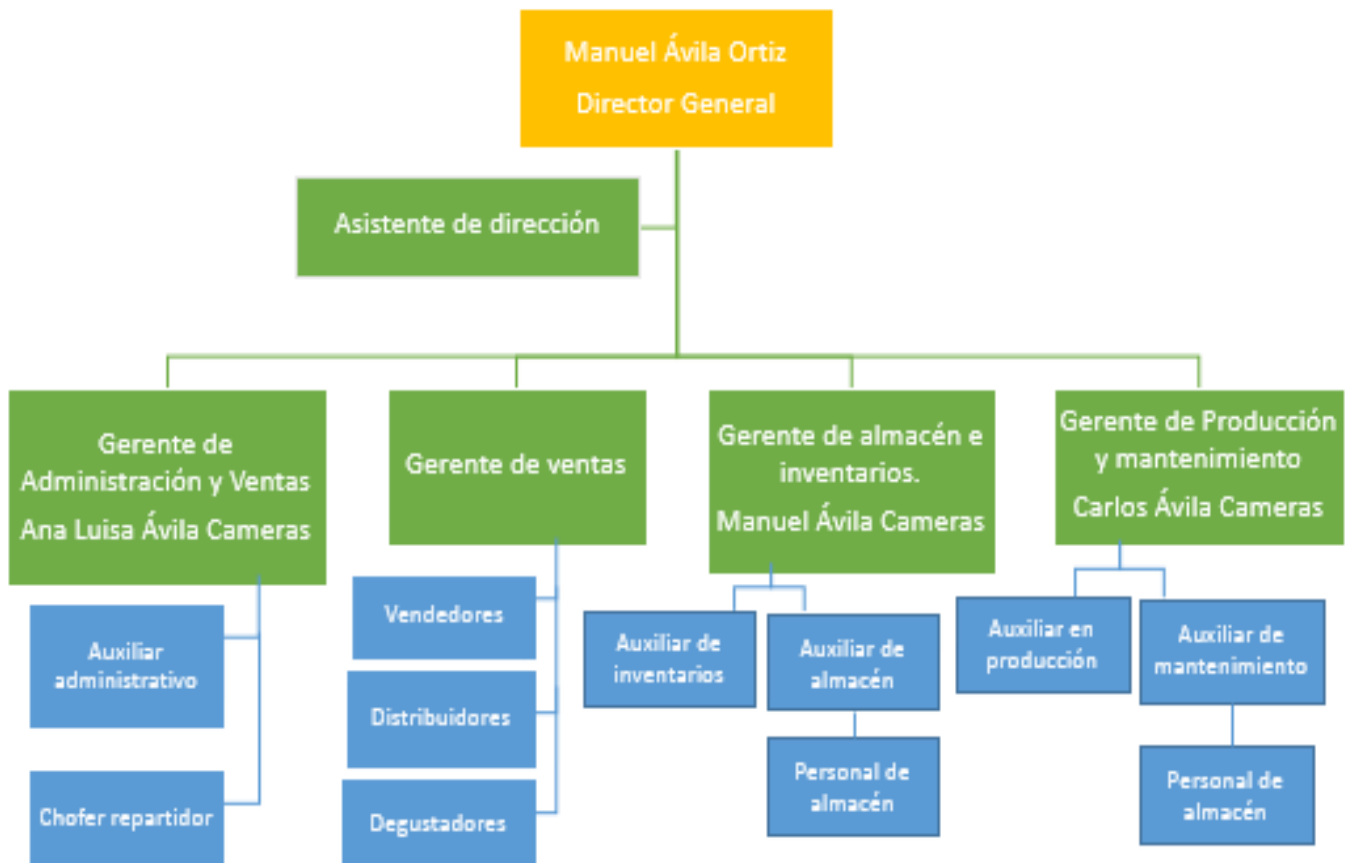 Manuel Ávila Ortiz
Director General
Asistente de dirección
Gerente de
Administración y Ventas
Ana Luisa Ávila Cameras
Gerente de ventas
Gerente de almacén e
inventarios.
Manuel Ávila Cameras
Gerente de Producción
y mantenimiento
Carlos Ávila Cameras
Auxiliar
administrativo
Chofer repartidor
Vendedores
Distribuidores
Degustadores
Auxiliar de
inventarios
Auxiliar de
almacén
Personal de
almacén
Auxiliar en
producción
Auxiliar de
mantenimiento
Personal de
almacén